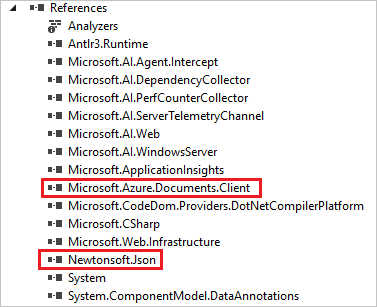 References
Analyzers
Antlr3.Runtime
Microsoft.AI.Agent.Intercept
Microsoft.AI.DependencyCollector
Microsoft.AI.PerfCounterCollector
Microsoft.AI.ServerTelemetryChannel
Microsoft.AI.Web
Microsoft.AI.WindowsServer
Microsoft.ApplicationInsights
Microsoft.Azure.Documents.Client
Microsoft.CodeDom.Providers.DotNetCompilerPlatform
Microsoft.CSharp
Microsoft.Web.Infrastructure
Newtonsoft.Json
System
System.ComponentModel.DataAnnotations